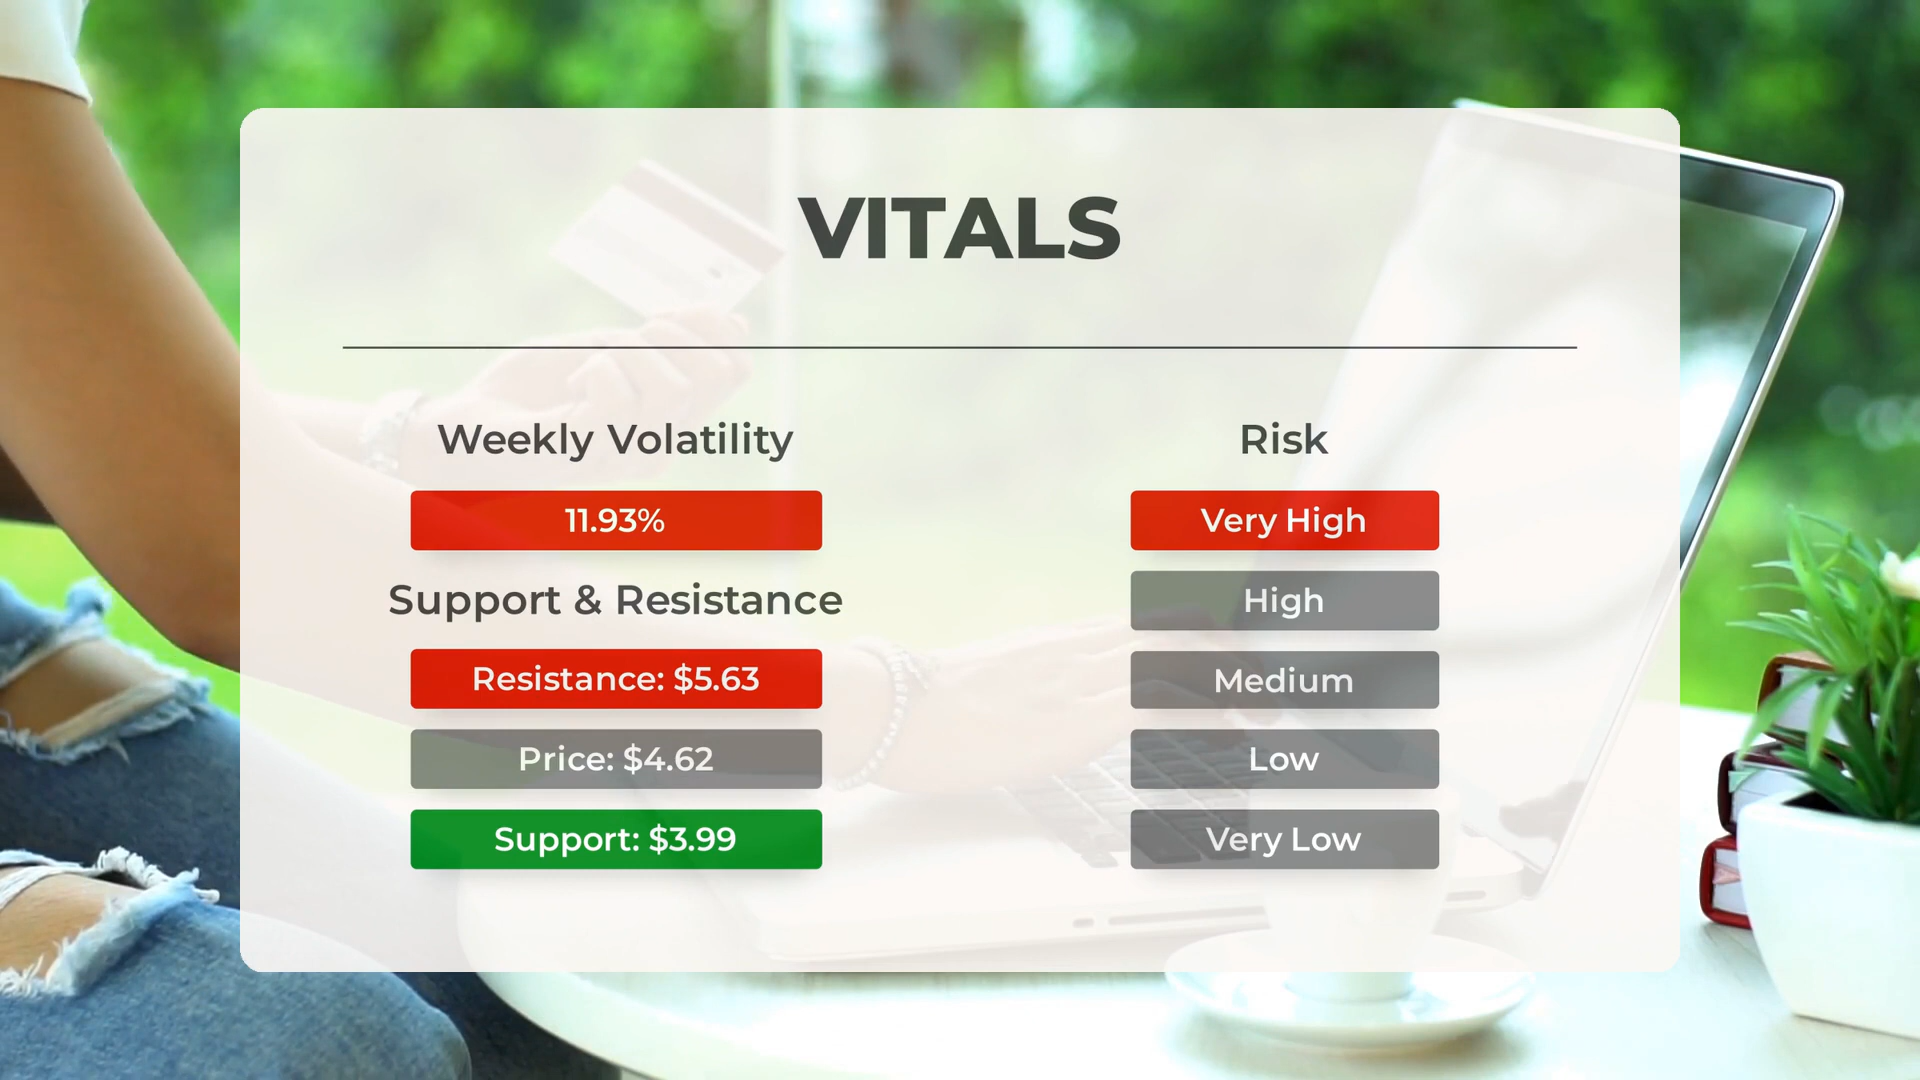 VITALS
Weekly Volatility
11.93%
Support & Resistance
Resistance: $5.63
Price: $4.62
Support: $3.99
Risk
Very High
High
Medium
Low
Very Low